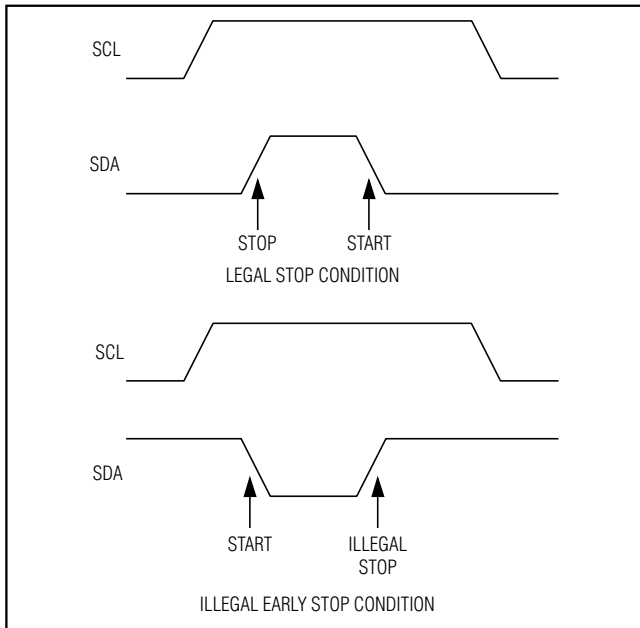 SCL
SDA
STOP START
LEGAL STOP CONDITION
SCL
SDA
START ILLEGAL
STOP
ILLEGAL EARLY STOP CONDITION